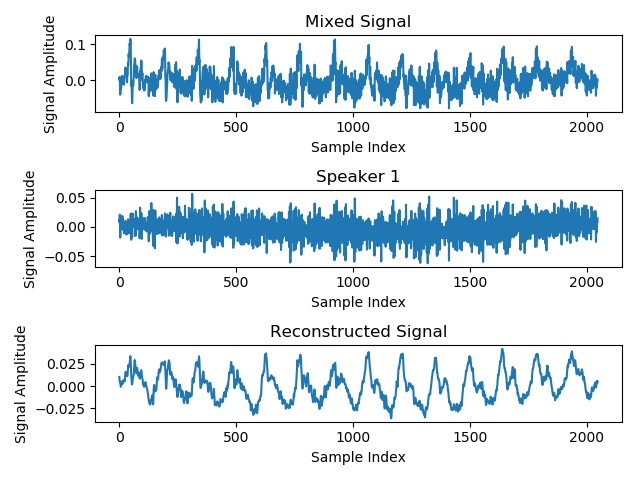 Mixed Signal
Signal Amplitude
0.1
0.0
0 500 1000 1500 2000
Sample Index
Speaker 1
Signal Amplitude
0.05
0.00
−0.05
0 500 1000 1500 2000
Sample Index
Reconstructed Signal
Signal Amplitude
0.025
0.000
−0.025
0 500 1000 1500 2000
Sample Index